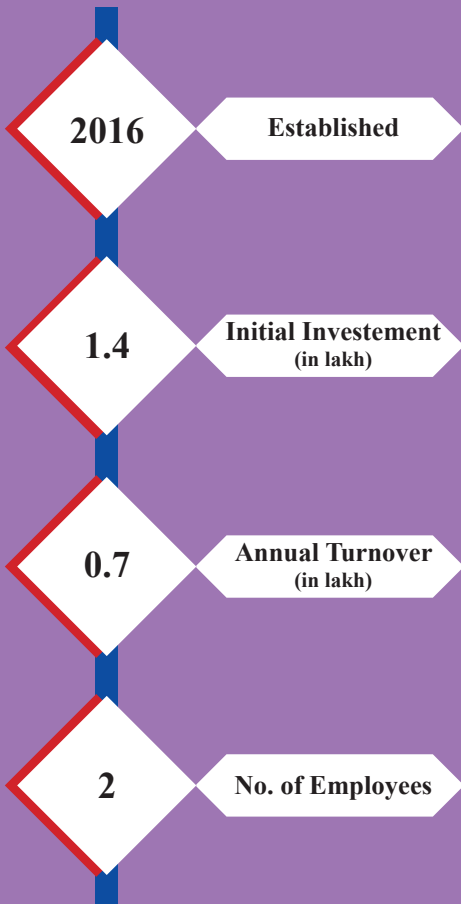 2016
Established
1.4
Initial Investement
(in lakh)
0.7
Annual Turnover
(in lakh)
2
No. of Employees